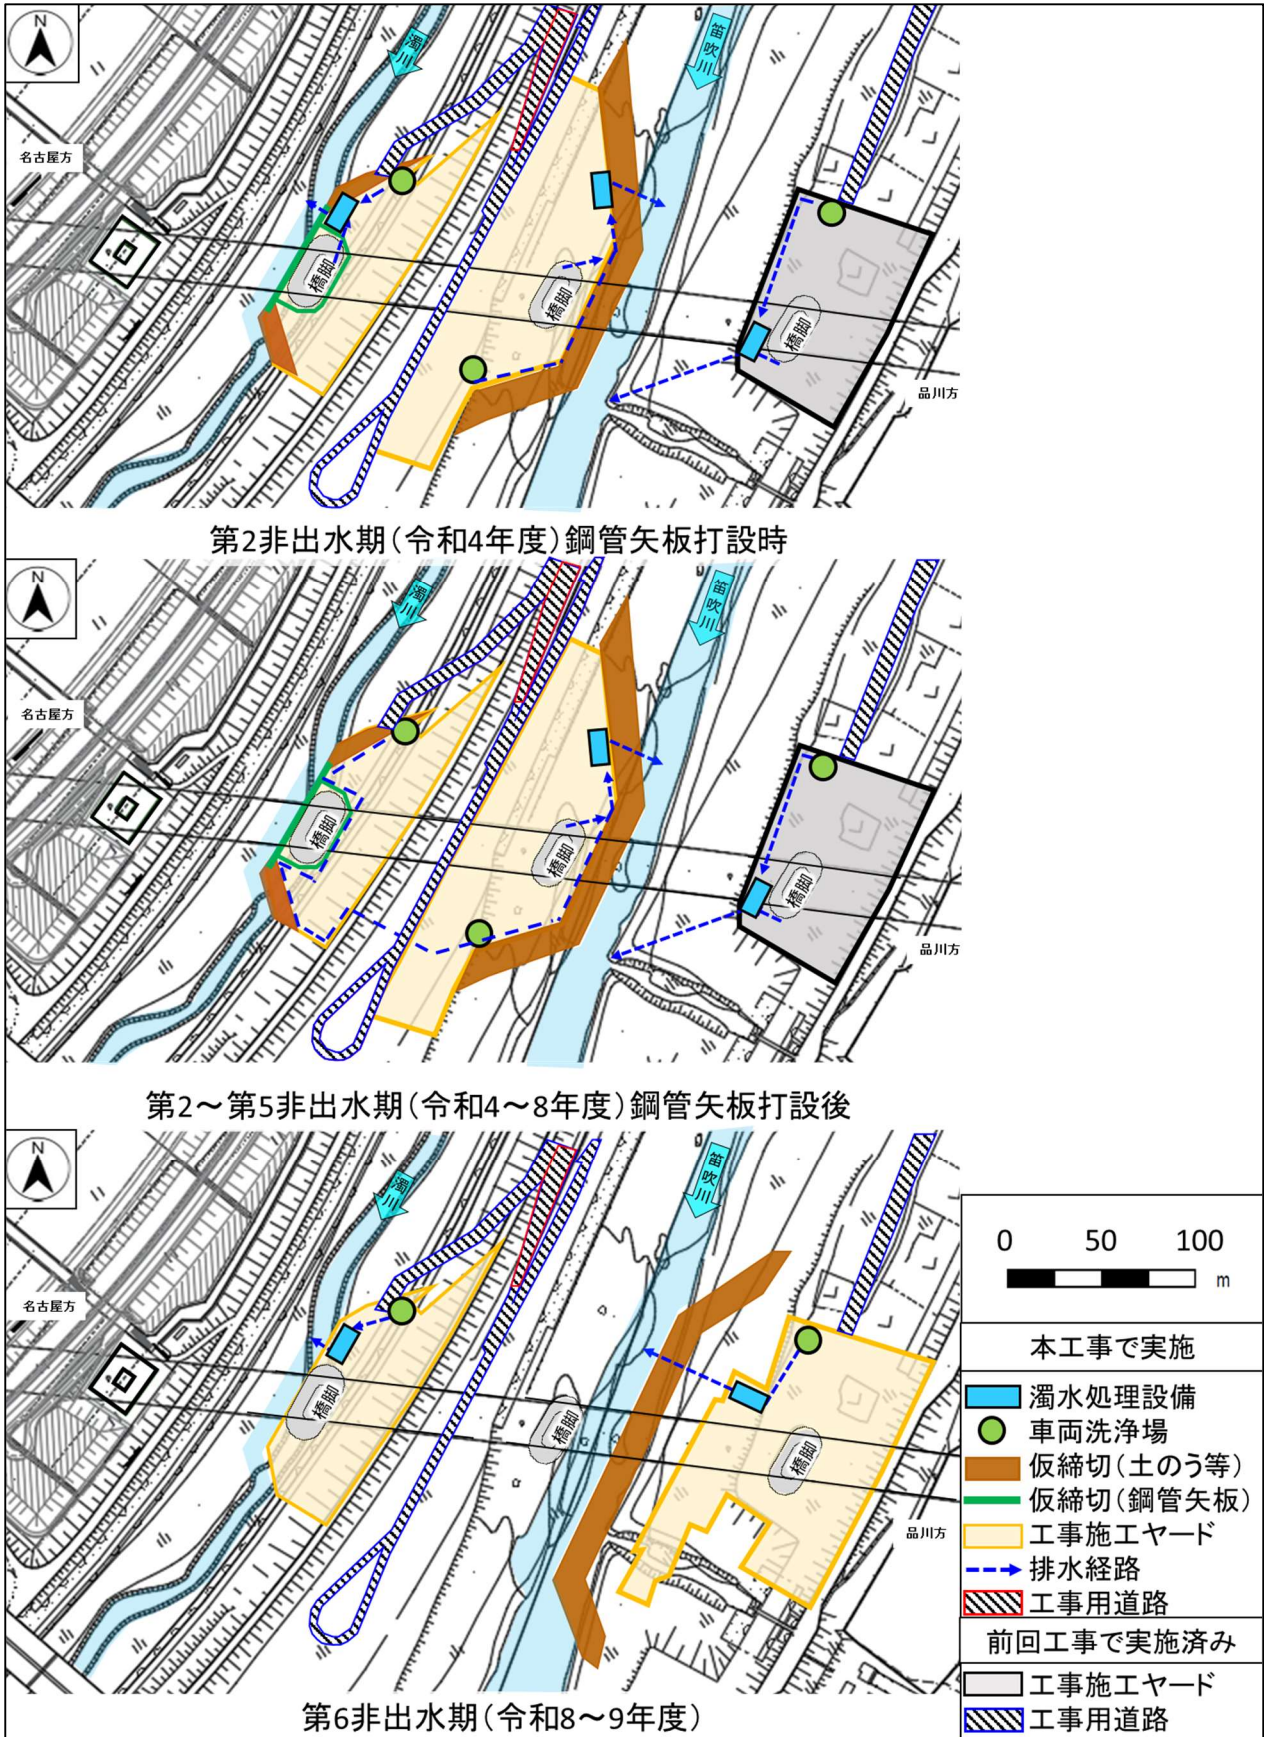 N
濁川
笛吹川
名古屋方
橋脚
橋脚
橋脚
品川方
第2非出水期(令和4年度)鋼管矢板打設時
N
濁川
笛吹川
名古屋方
橋脚
橋脚
橋脚
品川方
第2~第5非出水期(令和4~8年度)鋼管矢板打設後
N
濁川
笛吹川
名古屋方
橋脚
橋脚
橋脚
品川方
第6非出水期(令和8~9年度)
0 50 100
m
本工事で実施
濁水処理設備
車両洗浄場
仮締切(土のう等)
仮締切(鋼管矢板)
工事施工ヤード
排水経路
工事用道路
前回工事で実施済み
工事施工ヤード
工事用道路